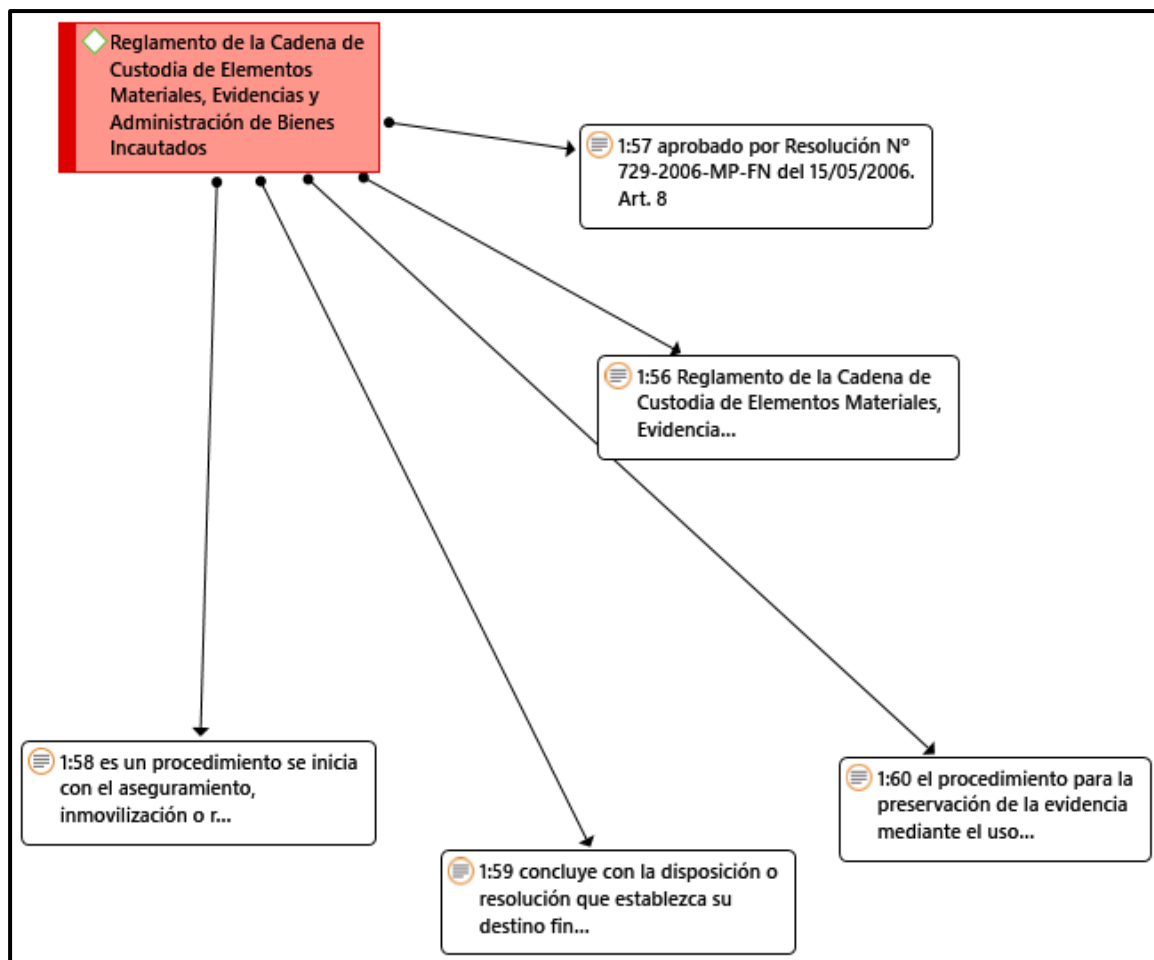 Reglamento de la Cadena de
Custodia de Elementos
Materiales, Evidencias y
Administración de Bienes
Incautados
1:57 aprobado por Resolución Nº
729-2006-MP-FN del 15/05/2006.
Art. 8
1:56 Reglamento de la Cadena de
Custodia de Elementos Materiales,
Evidencia...
1:58 es un procedimiento se inicia
con el aseguramiento,
inmovilización o r...
1:60 el procedimiento para la
preservación de la evidencia
mediante el uso...
1:59 concluye con la disposición o
resolución que establezca su
destino fin...